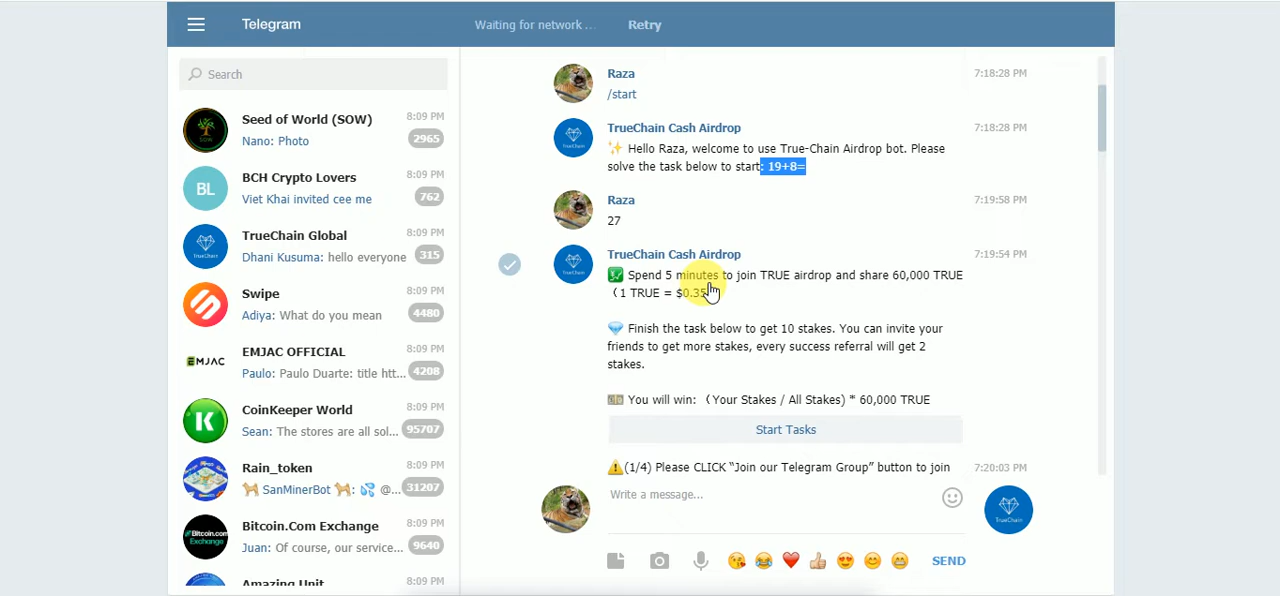 Telegram
Waiting for network ...
Retry
Search
Seed of World (SOW) 8:09 PM
Nano: Photo 2965
BCH Crypto Lovers 8:09 PM
Viet Khai invited cee me 762
TrueChain Global 8:09 PM
Dhani Kusuma: hello everyone 315
Swipe 8:09 PM
Adiya: What do you mean 4480
EMJAC OFFICIAL 8:09 PM
Paulo: Paulo Duarte: title htt... 4208
CoinKeeper World 8:09 PM
Sean: The stores are all sol... 95707
Rain_token 8:09 PM
🐕 SanMinerBot 🐕: 💦 @... 31207
Bitcoin.Com Exchange 8:09 PM
Juan: Of course, our service... 9640
Amazing Unit 8:09 PM
BL
EMJAC
Bitcoin.com
Exchange
Raza 7:18:28 PM
/start
TrueChain Cash Airdrop 7:18:28 PM
✨ Hello Raza, welcome to use True-Chain Airdrop bot. Please
solve the task below to start: 19+8=
Raza 7:19:58 PM
27
TrueChain Cash Airdrop 7:19:54 PM
💹 Spend 5 minutes to join TRUE airdrop and share 60,000 TRUE
（1 TRUE = $0.35
💎 Finish the task below to get 10 stakes. You can invite your
friends to get more stakes, every success referral will get 2
stakes.
💵 You will win:（Your Stakes / All Stakes) * 60,000 TRUE
Start Tasks
⚠️(1/4) Please CLICK “Join our Telegram Group” button to join 7:20:03 PM
Write a message...
TrueChain
SEND